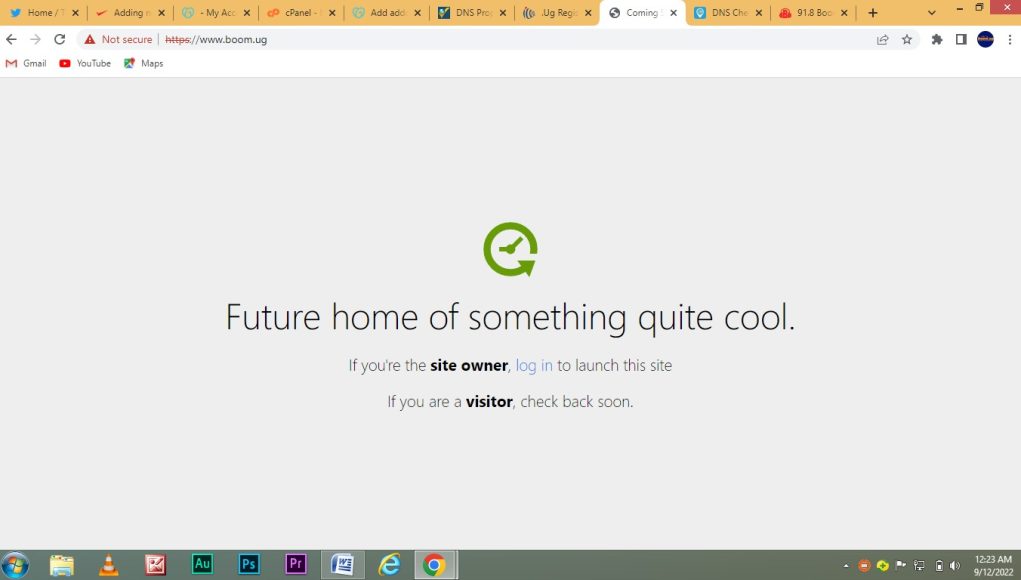 Home / T
Adding n
- My Acc
cPanel -
Add add
DNS Prop
.Ug Regi
Coming S
DNS Che
91.8 Boo
Not secure
https://www.boom.ug
Gmail
YouTube
Maps
Future home of something quite cool.
If you're the site owner, log in to launch this site
If you are a visitor, check back soon.
Au
Ps
Pr
12:23 AM
9/12/2022